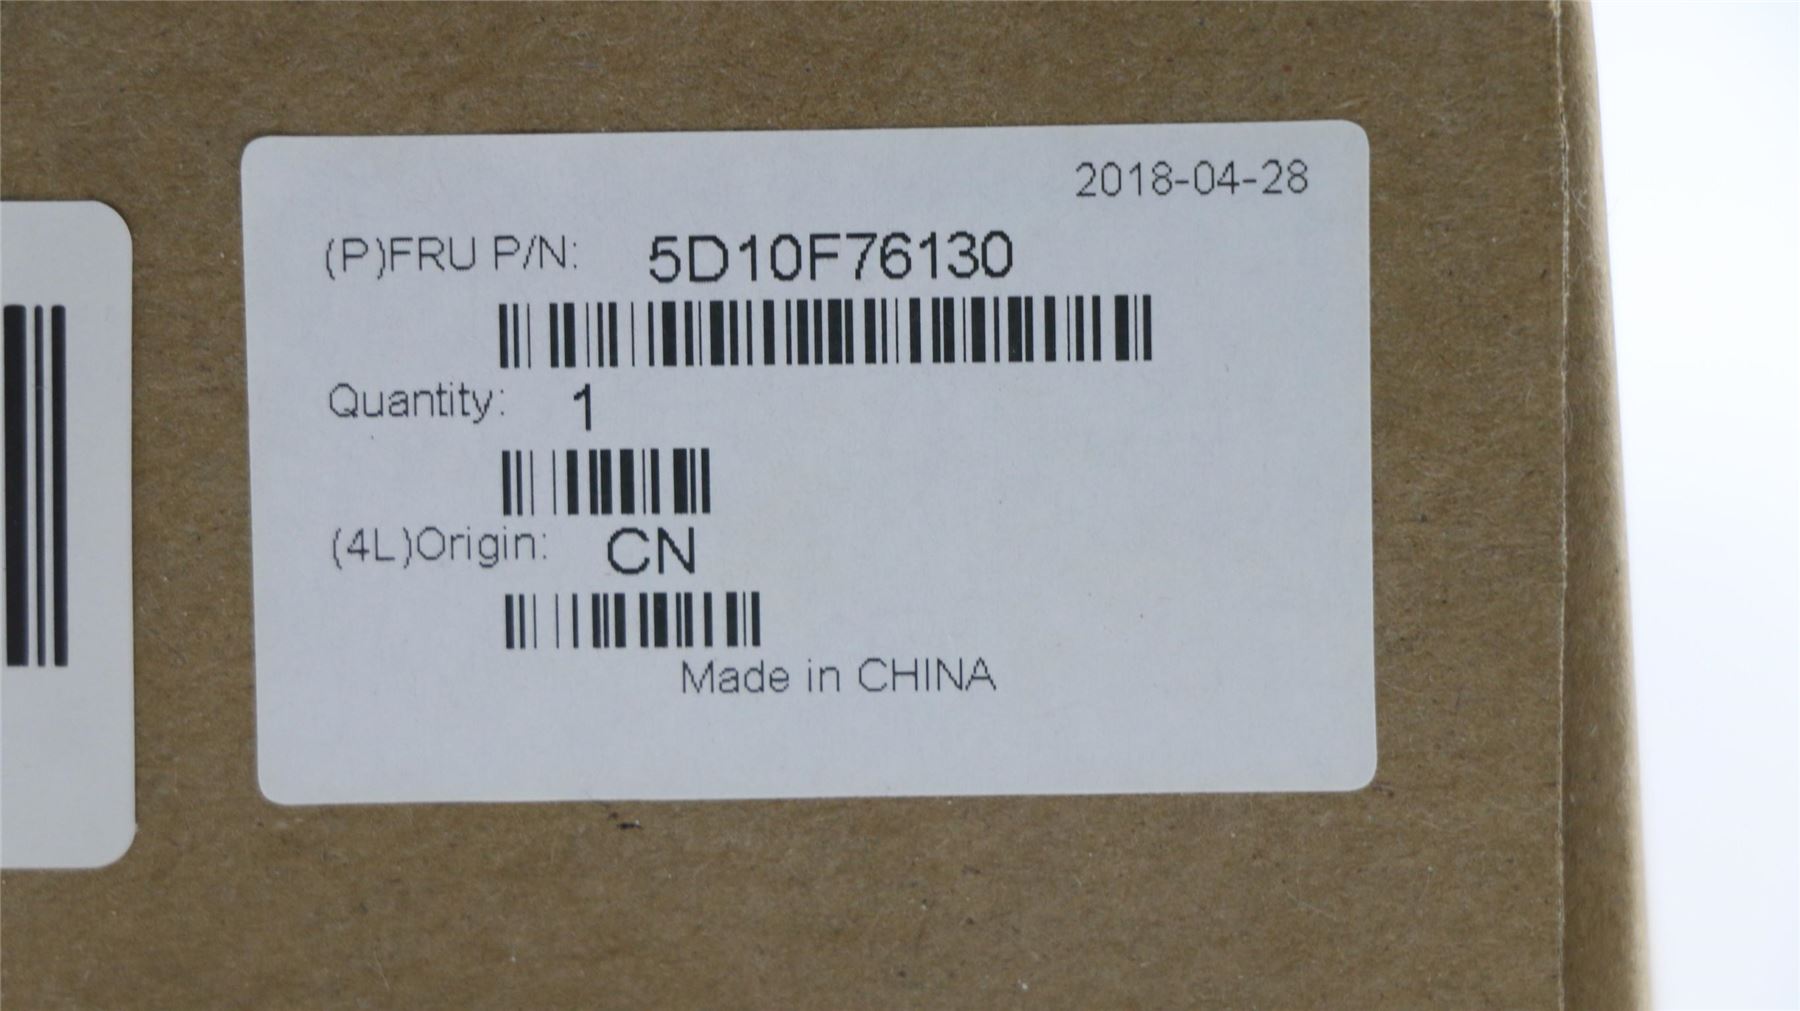 2018-04-28
(P)FRU P/N: 5D10F76130
Quantity: 1
(4L)Origin: CN
Made in CHINA